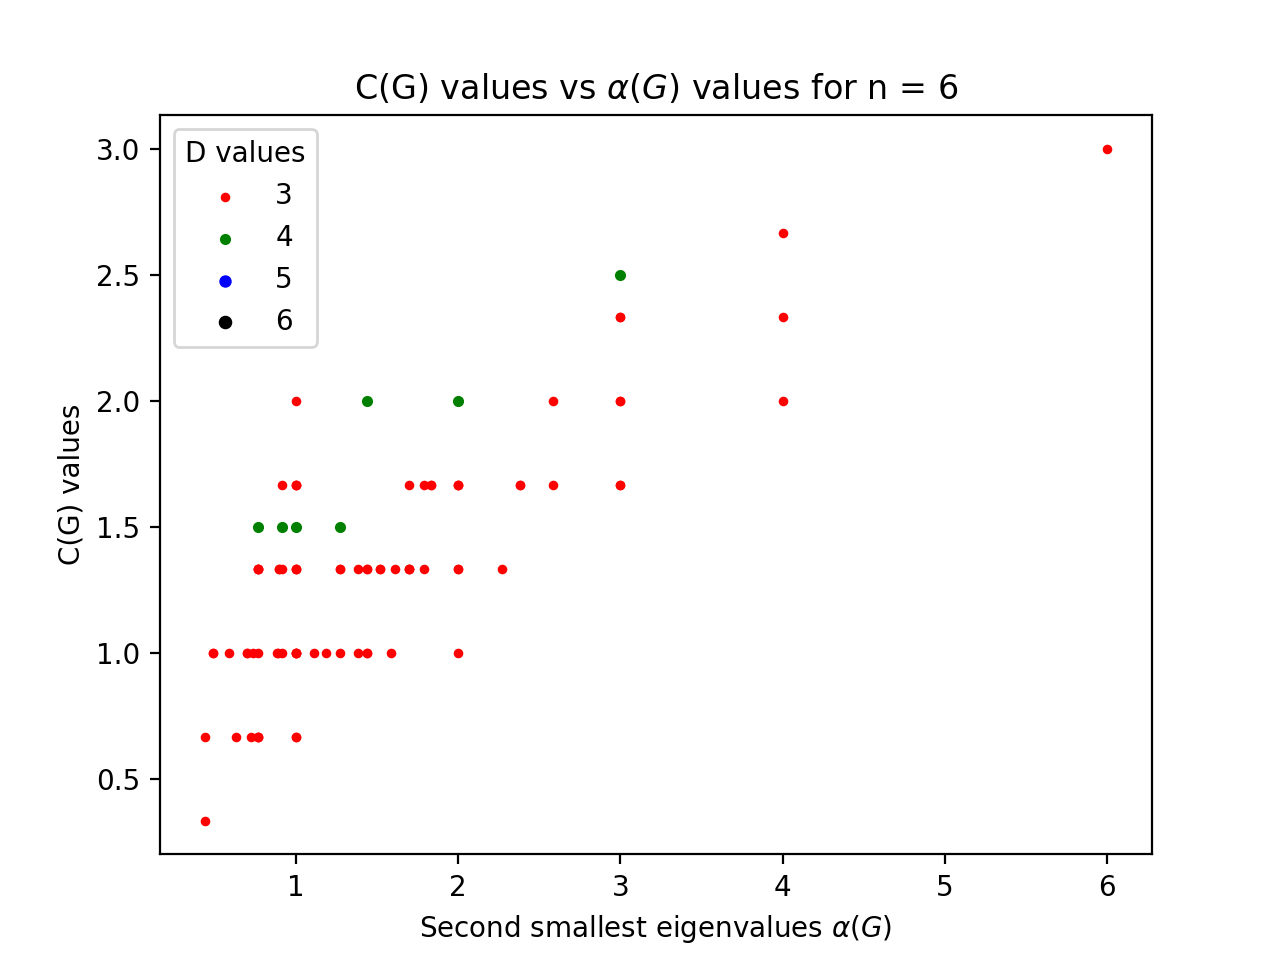 C(G) values vs α(G) values for n = 6
D values
3
4
5
6
3.0
2.5
2.0
1.5
1.0
0.5
C(G) values
1 2 3 4 5 6
Second smallest eigenvalues α(G)